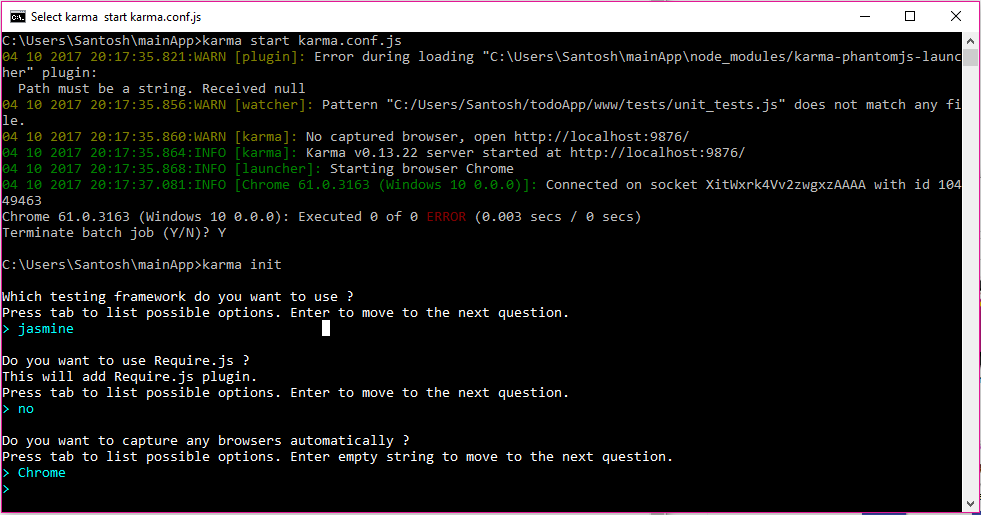 Select karma  start karma.conf.js
C:\Users\Santosh\mainApp>karma start karma.conf.js
04 10 2017 20:17:35.821:WARN [plugin]: Error during loading "C:\Users\Santosh\mainApp\node_modules/karma-phantomjs-launc
her" plugin:
  Path must be a string. Received null
04 10 2017 20:17:35.856:WARN [watcher]: Pattern "C:/Users/Santosh/todoApp/www/tests/unit_tests.js" does not match any fi
le.
04 10 2017 20:17:35.860:WARN [karma]: No captured browser, open http://localhost:9876/
04 10 2017 20:17:35.864:INFO [karma]: Karma v0.13.22 server started at http://localhost:9876/
04 10 2017 20:17:35.868:INFO [launcher]: Starting browser Chrome
04 10 2017 20:17:37.081:INFO [Chrome 61.0.3163 (Windows 10 0.0.0)]: Connected on socket XitWxrk4Vv2zwgxzAAAA with id 104
49463
Chrome 61.0.3163 (Windows 10 0.0.0): Executed 0 of 0 ERROR (0.003 secs / 0 secs)
Terminate batch job (Y/N)? Y
C:\Users\Santosh\mainApp>karma init
Which testing framework do you want to use ?
Press tab to list possible options. Enter to move to the next question.
> jasmine
Do you want to use Require.js ?
This will add Require.js plugin.
Press tab to list possible options. Enter to move to the next question.
> no
Do you want to capture any browsers automatically ?
Press tab to list possible options. Enter empty string to move to the next question.
> Chrome
>